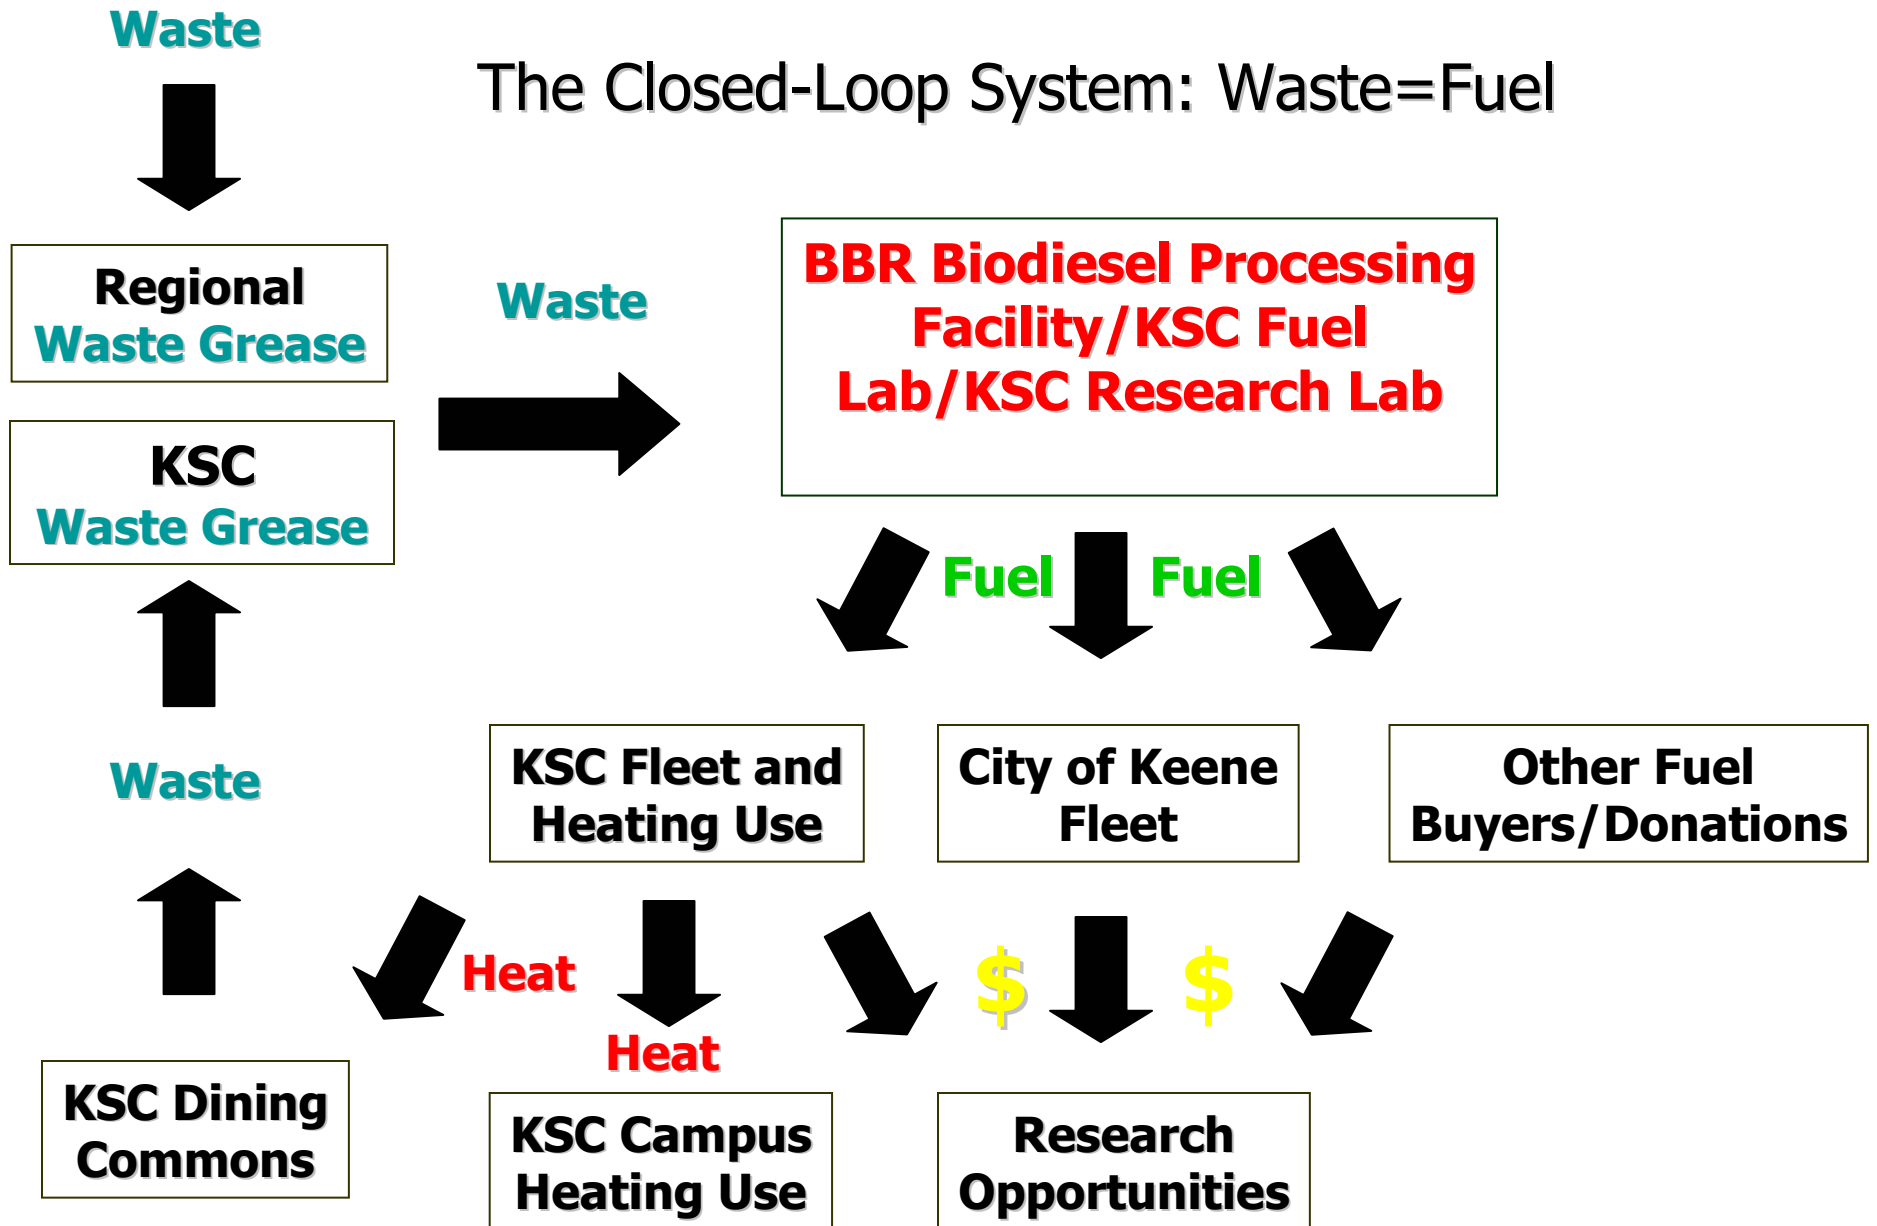 Waste
The Closed-Loop System: Waste=Fuel
Regional
Waste Grease
Waste
BBR Biodiesel Processing
Facility/KSC Fuel
Lab/KSC Research Lab
KSC
Waste Grease
Fuel
Fuel
Waste
KSC Fleet and
Heating Use
City of Keene
Fleet
Other Fuel
Buyers/Donations
Heat
$
$
Heat
KSC Dining
Commons
KSC Campus
Heating Use
Research
Opportunities